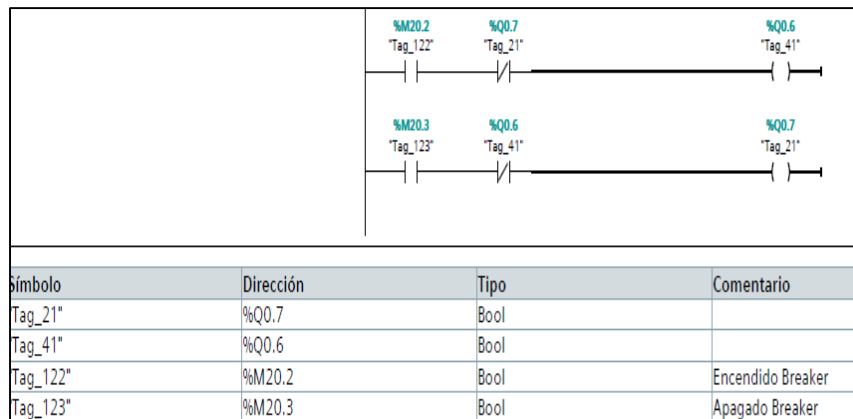 %M20.2 %Q0.7 %Q0.6
"Tag_122" "Tag_21" "Tag_41"
%M20.3 %Q0.6 %Q0.7
"Tag_123" "Tag_41" "Tag_21"
Símbolo Dirección Tipo Comentario
"Tag_21" %Q0.7 Bool
"Tag_41" %Q0.6 Bool
"Tag_122" %M20.2 Bool Encendido Breaker
"Tag_123" %M20.3 Bool Apagado Breaker